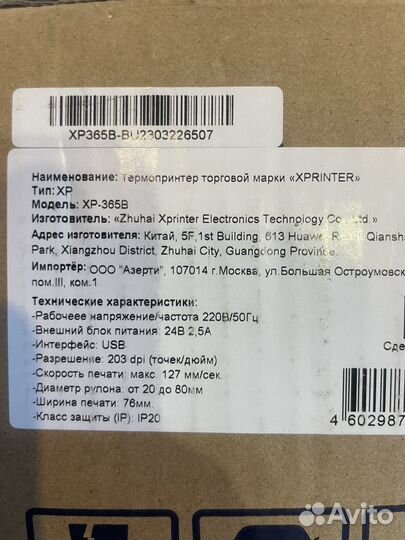 XP365B-BU2303226507
Наименование: Термопринтер торговой марки «XPRINTER»
Тип: XP
Модель: XP-365B
Изготовитель: «Zhuhai Xprinter Electronics Technology Co., Ltd.»
Адрес изготовителя: Китай, 5F,1st Building, 613 Huawei Road, Qiansha
Park, Xiangzhou District, Zhuhai City, Guangdong Province.
Импортёр: ООО "Азерти", 107014 г.Москва, ул.Большая Остроумовск
пом.III, ком.1
Технические характеристики:
-Рабочеее напряжение/частота 220В/50Гц
-Внешний блок питания: 24В 2,5А
-Интерфейс: USB
-Разрешение: 203 dpi (точек/дюйм)
-Скорость печати: макс. 127 мм/сек.
-Диаметр рулона: от 20 до 80мм
-Ширина печати: 76мм.
-Класс защиты (IP): IP20
Сде
4 602987
Avito